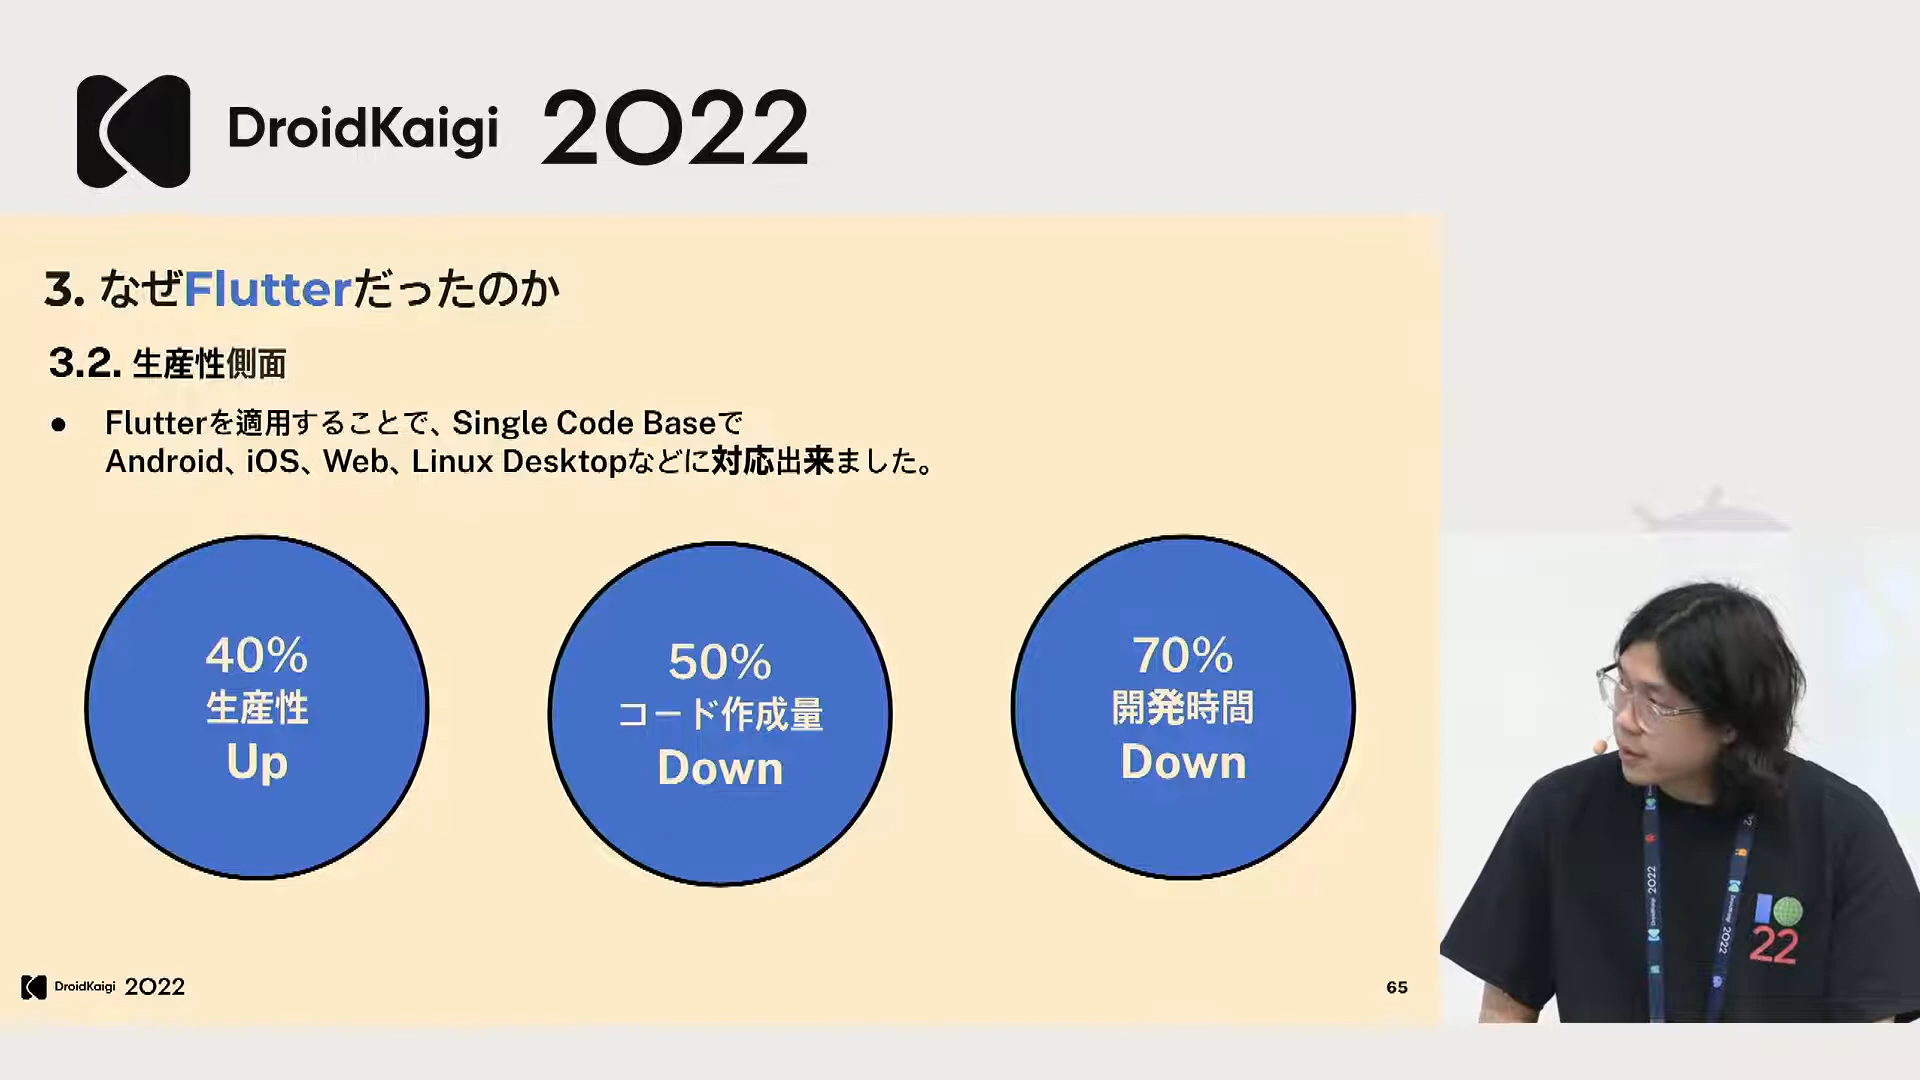 DroidKaigi 2022
3. なぜFlutterだったのか
3.2. 生産性側面
● Flutterを適用することで、Single Code Baseで
Android、iOS、Web、Linux Desktopなどに対応出来ました。
40%
生産性
Up
50%
コード作成量
Down
70%
開発時間
Down
DroidKaigi 2022
65
2022
2022
22